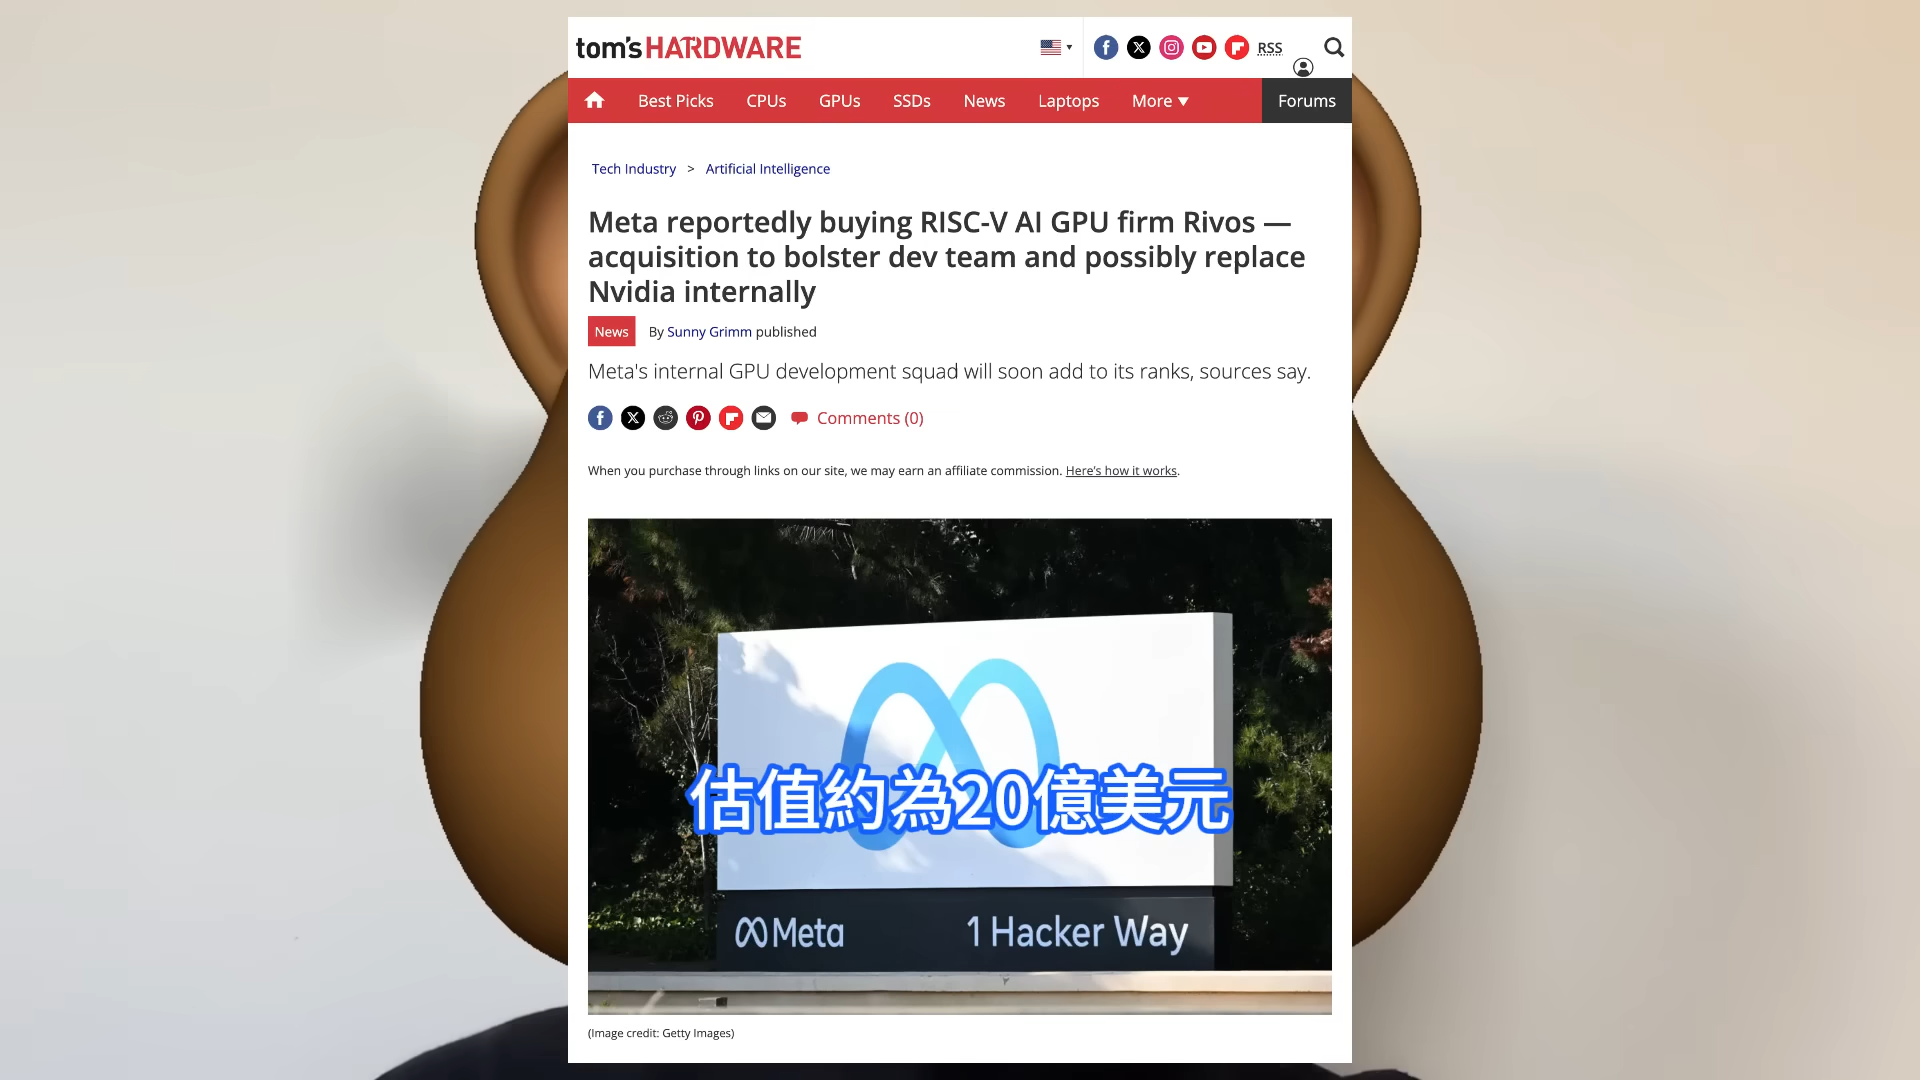 tom's HARDWARE
RSS
Best Picks CPUs GPUs SSDs News Laptops More ▼ Forums
Tech Industry > Artificial Intelligence
Meta reportedly buying RISC-V AI GPU firm Rivos —
acquisition to bolster dev team and possibly replace
Nvidia internally
News By Sunny Grimm published
Meta's internal GPU development squad will soon add to its ranks, sources say.
Comments (0)
When you purchase through links on our site, we may earn an affiliate commission. Here's how it works.
估值約為20億美元
Meta 1 Hacker Way
(Image credit: Getty Images)